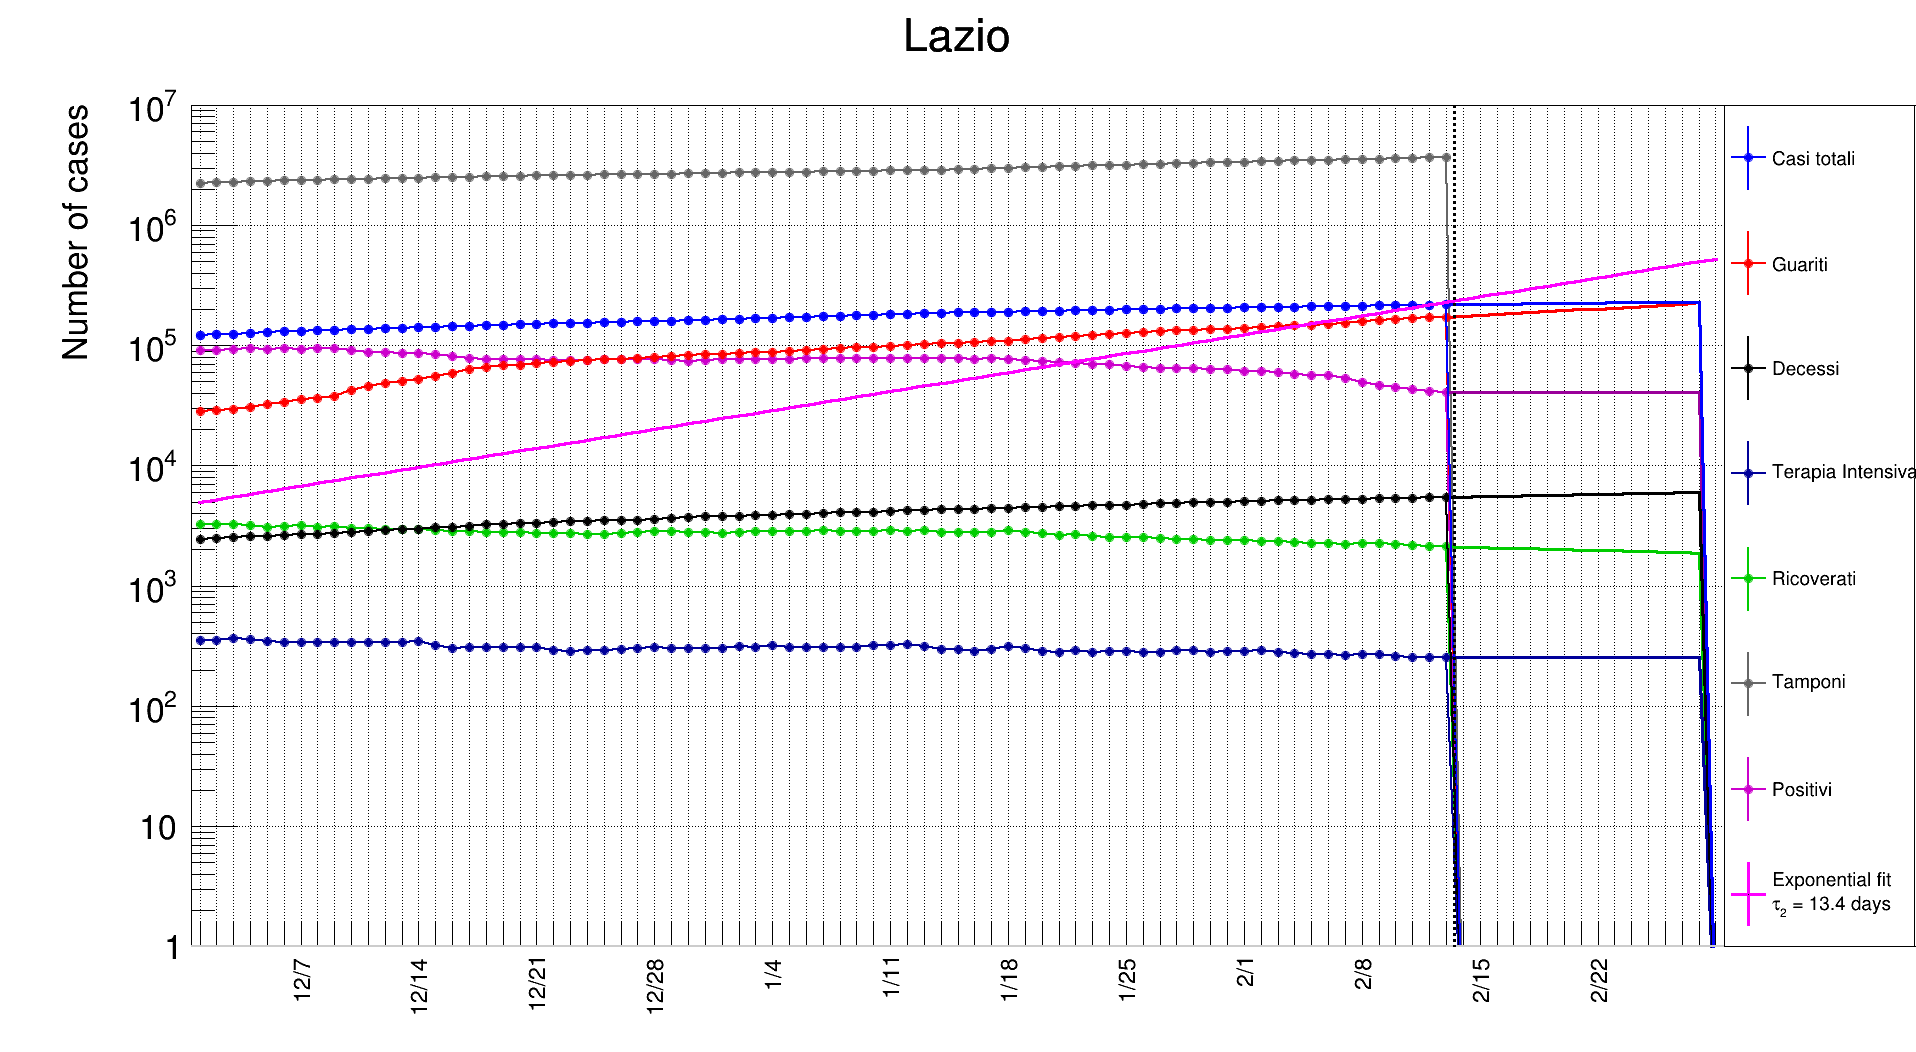 Lazio
Number of cases
10^7
10^6
10^5
10^4
10^3
10^2
10
1
12/7
12/14
12/21
12/28
1/4
1/11
1/18
1/25
2/1
2/8
2/15
2/22
Casi totali
Guariti
Decessi
Terapia Intensiva
Ricoverati
Tamponi
Positivi
Exponential fit
τ_2 = 13.4 days